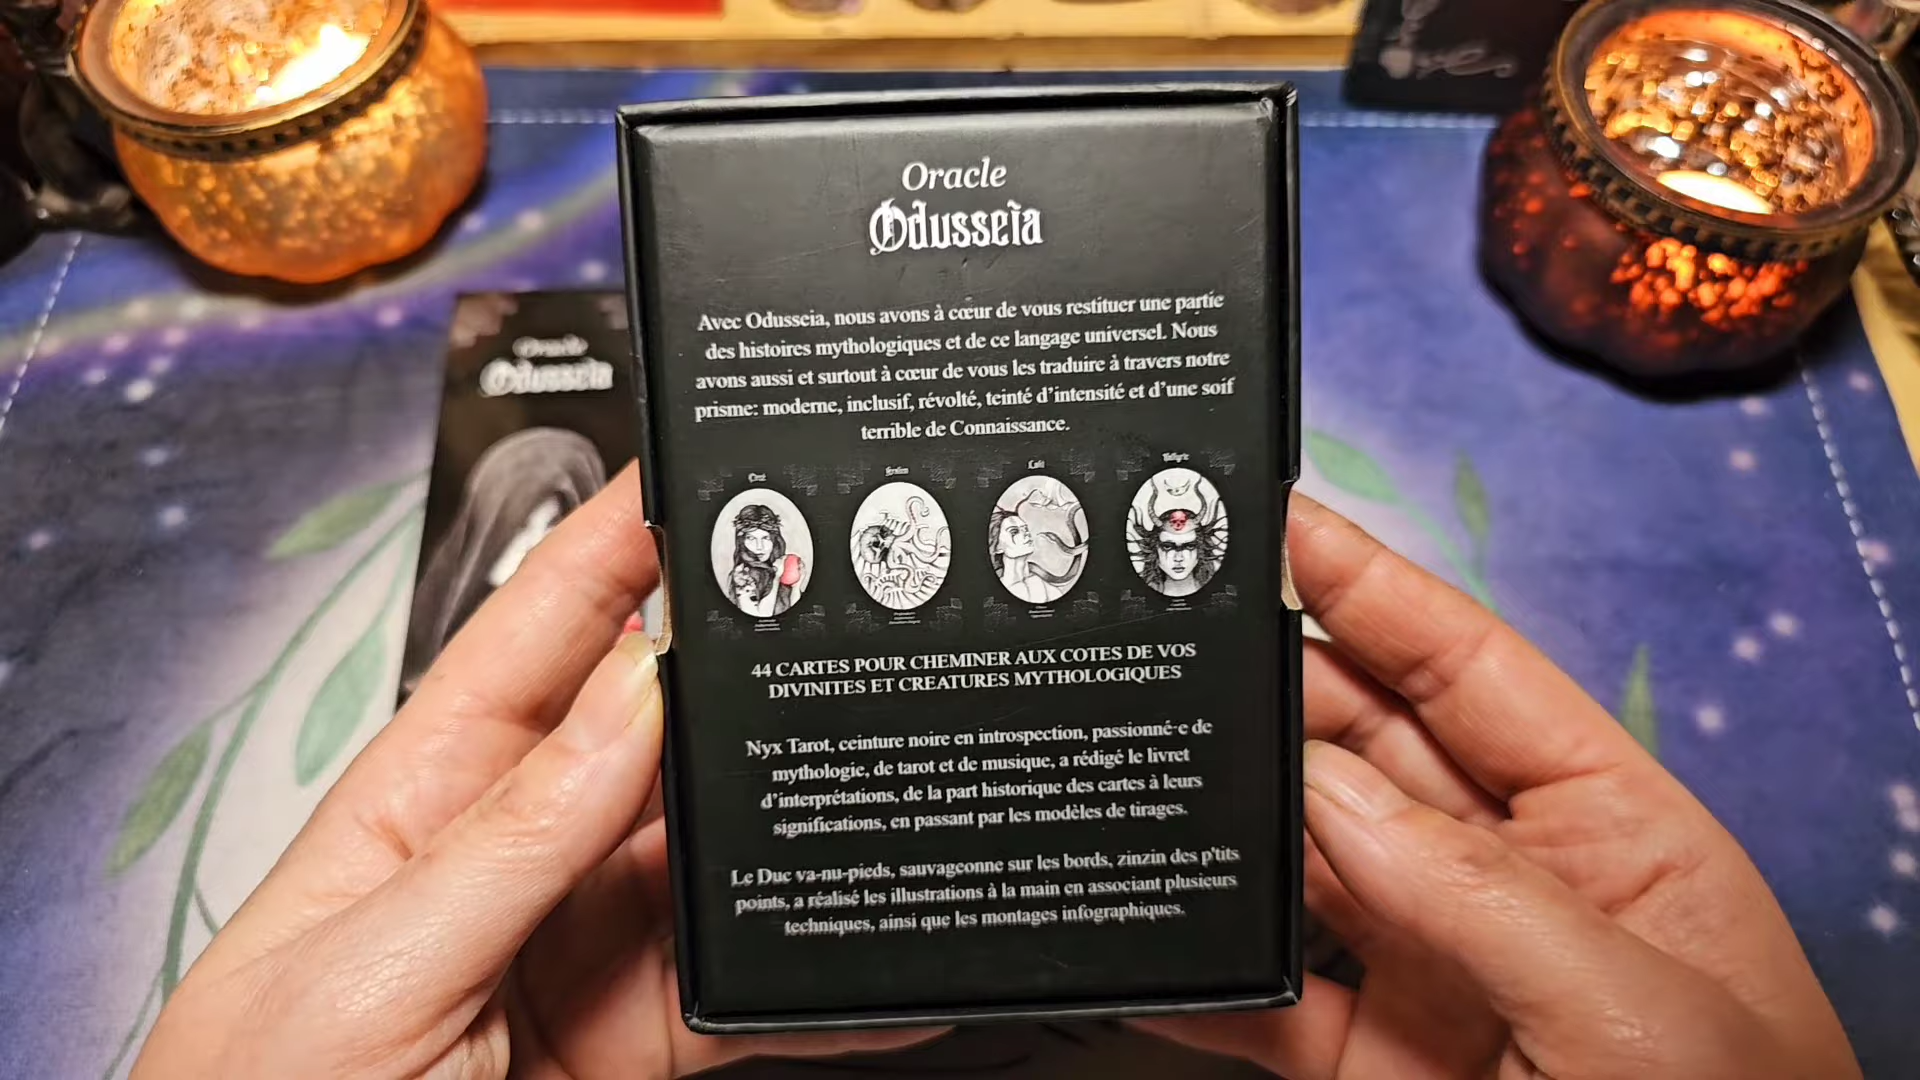 Oracle
Odusseia
Avec Odusseia, nous avons à cœur de vous restituer une partie
des histoires mythologiques et de ce langage universel. Nous
avons aussi et surtout à cœur de vous les traduire à travers notre
prisme: moderne, inclusif, révolté, teinté d’intensité et d’une soif
terrible de Connaissance.
Loki
Valkyrie
44 CARTES POUR CHEMINER AUX COTES DE VOS
DIVINITES ET CREATURES MYTHOLOGIQUES
Nyx Tarot, ceinture noire en introspection, passionné·e de
mythologie, de tarot et de musique, a rédigé le livret
d’interprétations, de la part historique des cartes à leurs
significations, en passant par les modèles de tirages.
Le Duc va-nu-pieds, sauvageonne sur les bords, zinzin des p'tits
points, a réalisé les illustrations à la main en associant plusieurs
techniques, ainsi que les montages infographiques.
Oracle
Odusseia